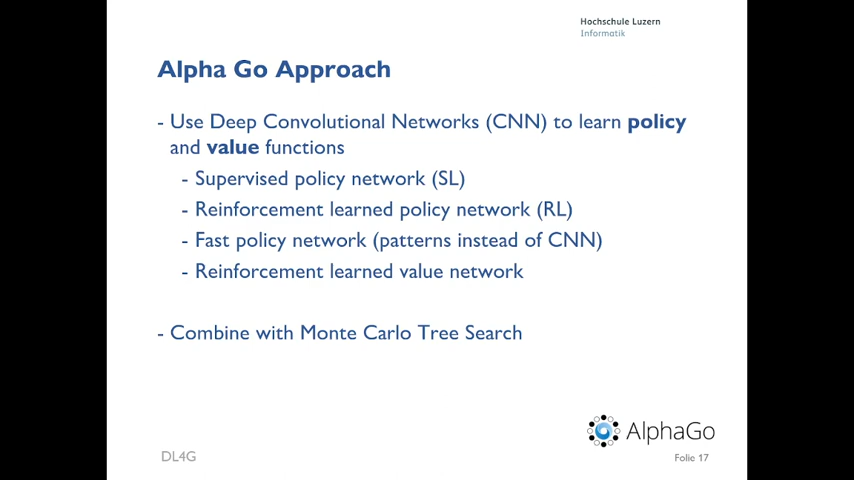 Hochschule Luzern
Informatik
Alpha Go Approach
- Use Deep Convolutional Networks (CNN) to learn policy
and value functions
- Supervised policy network (SL)
- Reinforcement learned policy network (RL)
- Fast policy network (patterns instead of CNN)
- Reinforcement learned value network
- Combine with Monte Carlo Tree Search
AlphaGo
DL4G
Folie 17